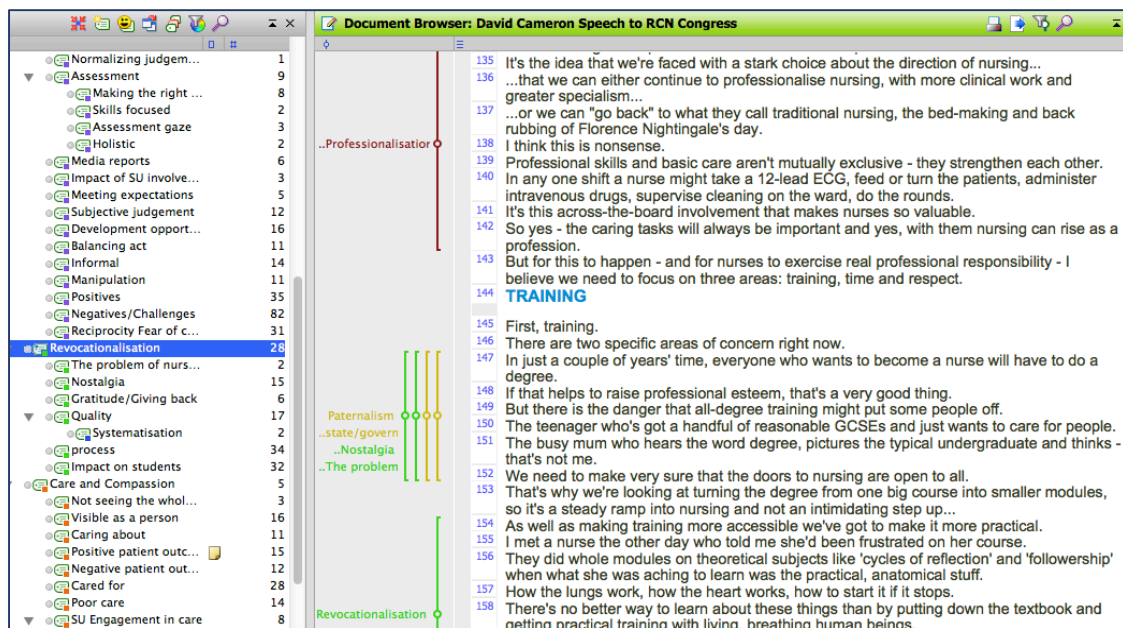 Document Browser: David Cameron Speech to RCN Congress
Normalizing judgem... 1
Assessment 9
Making the right ... 8
Skills focused 2
Assessment gaze 3
Holistic 2
Media reports 6
Impact of SU involve... 3
Meeting expectations 5
Subjective judgement 12
Development opport... 16
Balancing act 11
Informal 14
Manipulation 11
Positives 35
Negatives/Challenges 82
Reciprocity Fear of c... 31
Revocationalisation 28
The problem of nurs... 2
Nostalgia 15
Gratitude/Giving back 6
Quality 17
Systematisation 2
process 34
Impact on students 32
Care and Compassion 5
Not seeing the whol... 3
Visible as a person 16
Caring about 11
Positive patient outc... 15
Negative patient out... 12
Cared for 28
Poor care 14
SU Engagement in care 8
..Professionalisation
Paternalism
..state/govern
..Nostalgia
..The problem
Revocationalisation
135 It's the idea that we're faced with a stark choice about the direction of nursing...
136 ...that we can either continue to professionalise nursing, with more clinical work and
greater specialism...
137 ...or we can "go back" to what they call traditional nursing, the bed-making and back
rubbing of Florence Nightingale's day.
138 I think this is nonsense.
139 Professional skills and basic care aren't mutually exclusive - they strengthen each other.
140 In any one shift a nurse might take a 12-lead ECG, feed or turn the patients, administer
intravenous drugs, supervise cleaning on the ward, do the rounds.
141 It's this across-the-board involvement that makes nurses so valuable.
142 So yes - the caring tasks will always be important and yes, with them nursing can rise as a
profession.
143 But for this to happen - and for nurses to exercise real professional responsibility - I
believe we need to focus on three areas: training, time and respect.
144 TRAINING
145 First, training.
146 There are two specific areas of concern right now.
147 In just a couple of years' time, everyone who wants to become a nurse will have to do a
degree.
148 If that helps to raise professional esteem, that's a very good thing.
149 But there is the danger that all-degree training might put some people off.
150 The teenager who's got a handful of reasonable GCSEs and just wants to care for people.
151 The busy mum who hears the word degree, pictures the typical undergraduate and thinks -
that's not me.
152 We need to make very sure that the doors to nursing are open to all.
153 That's why we're looking at turning the degree from one big course into smaller modules,
so it's a steady ramp into nursing and not an intimidating step up...
154 As well as making training more accessible we've got to make it more practical.
155 I met a nurse the other day who told me she'd been frustrated on her course.
156 They did whole modules on theoretical subjects like 'cycles of reflection' and 'followership'
when what she was aching to learn was the practical, anatomical stuff.
157 How the lungs work, how the heart works, how to start it if it stops.
158 There's no better way to learn about these things than by putting down the textbook and
getting practical training with living, breathing human beings.